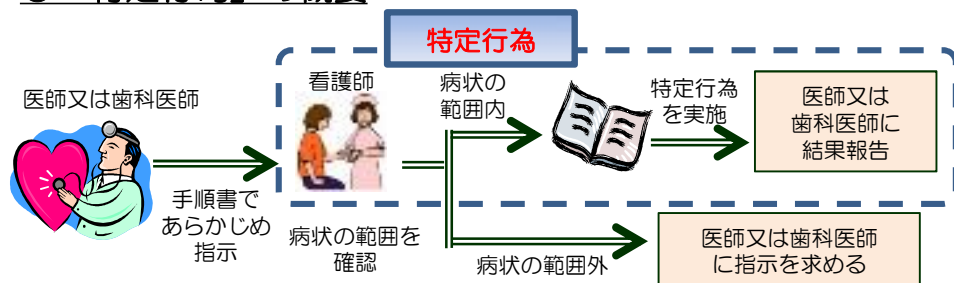 特定行為
医師又は歯科医師
看護師
病状の
範囲内
特定行為
を実施
医師又は
歯科医師に
結果報告
手順書で
あらかじめ
指示
病状の範囲を
確認
病状の範囲外
医師又は歯科医師
に指示を求める